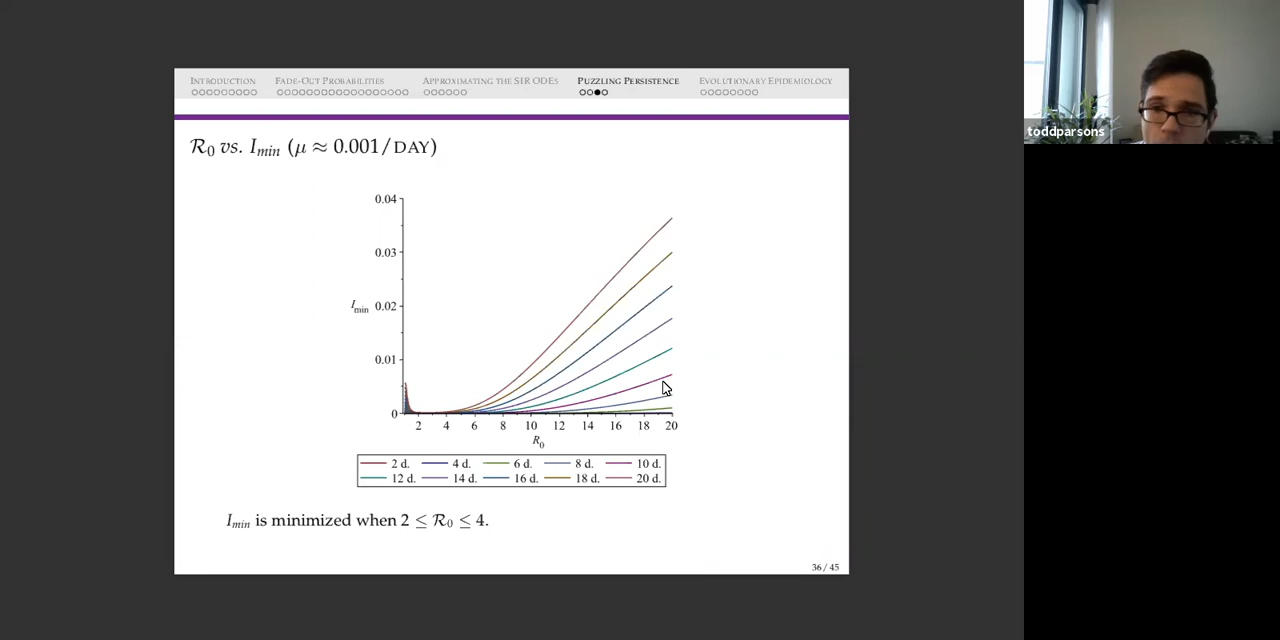 INTRODUCTION FADE-OUT PROBABILITIES APPROXIMATING THE SIR ODES PUZZLING PERSISTENCE EVOLUTIONARY EPIDEMIOLOGY
toddparsons
R0 vs. Imin (μ ≈ 0.001/DAY)
0.04
0.03
Imin 0.02
0.01
0
2 4 6 8 10 12 14 16 18 20
R0
2 d. 4 d. 6 d. 8 d. 10 d.
12 d. 14 d. 16 d. 18 d. 20 d.
Imin is minimized when 2 ≤ R0 ≤ 4.
36 / 45